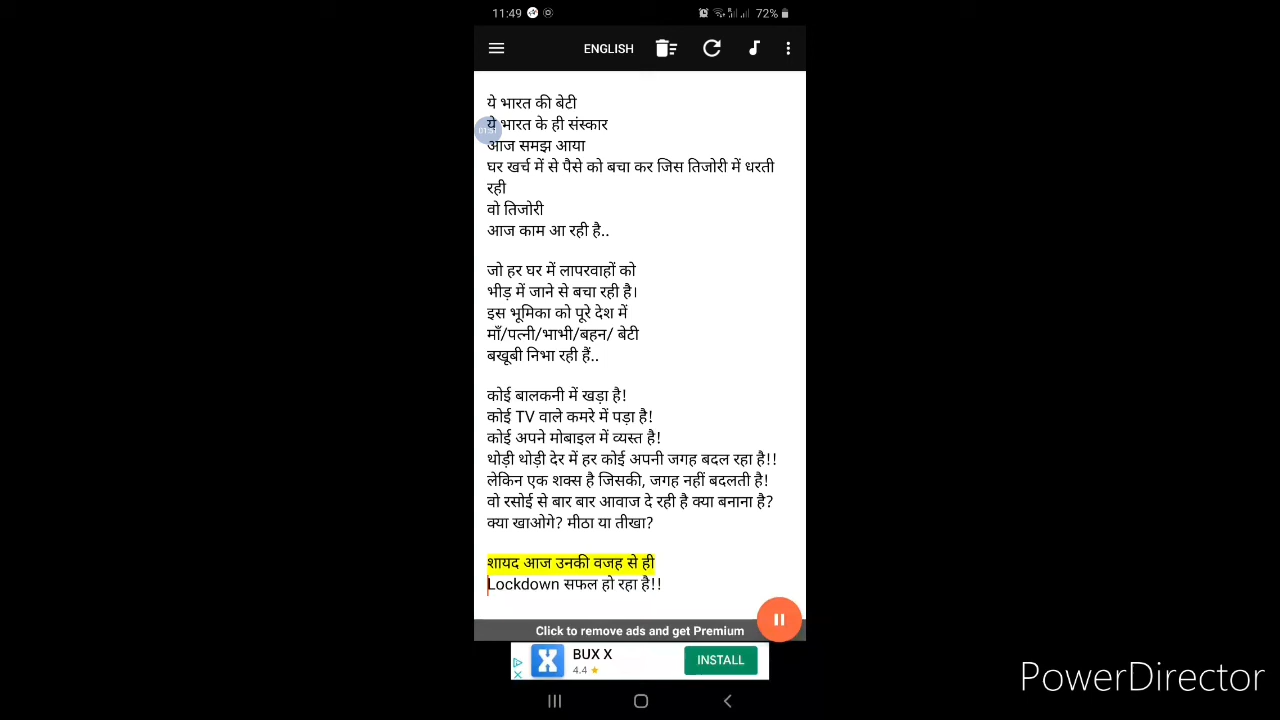 11:49
72%
ENGLISH
ये भारत की बेटी
ये भारत के ही संस्कार
01:51
आज समझ आया
घर खर्च में से पैसे को बचा कर जिस तिजोरी में धरती
रही
वो तिजोरी
आज काम आ रही है..
जो हर घर में लापरवाहों को
भीड़ में जाने से बचा रही है।
इस भूमिका को पूरे देश में
माँ/पत्नी/भाभी/बहन/ बेटी
बखूबी निभा रही हैं..
कोई बालकनी में खड़ा है!
कोई TV वाले कमरे में पड़ा है!
कोई अपने मोबाइल में व्यस्त है!
थोड़ी थोड़ी देर में हर कोई अपनी जगह बदल रहा है!!
लेकिन एक शक्स है जिसकी, जगह नहीं बदलती है!
वो रसोई से बार बार आवाज दे रही है क्या बनाना है?
क्या खाओगे? मीठा या तीखा?
शायद आज उनकी वजह से ही
Lockdown सफल हो रहा है!!
Click to remove ads and get Premium
BUX X
4.4
INSTALL
PowerDirector